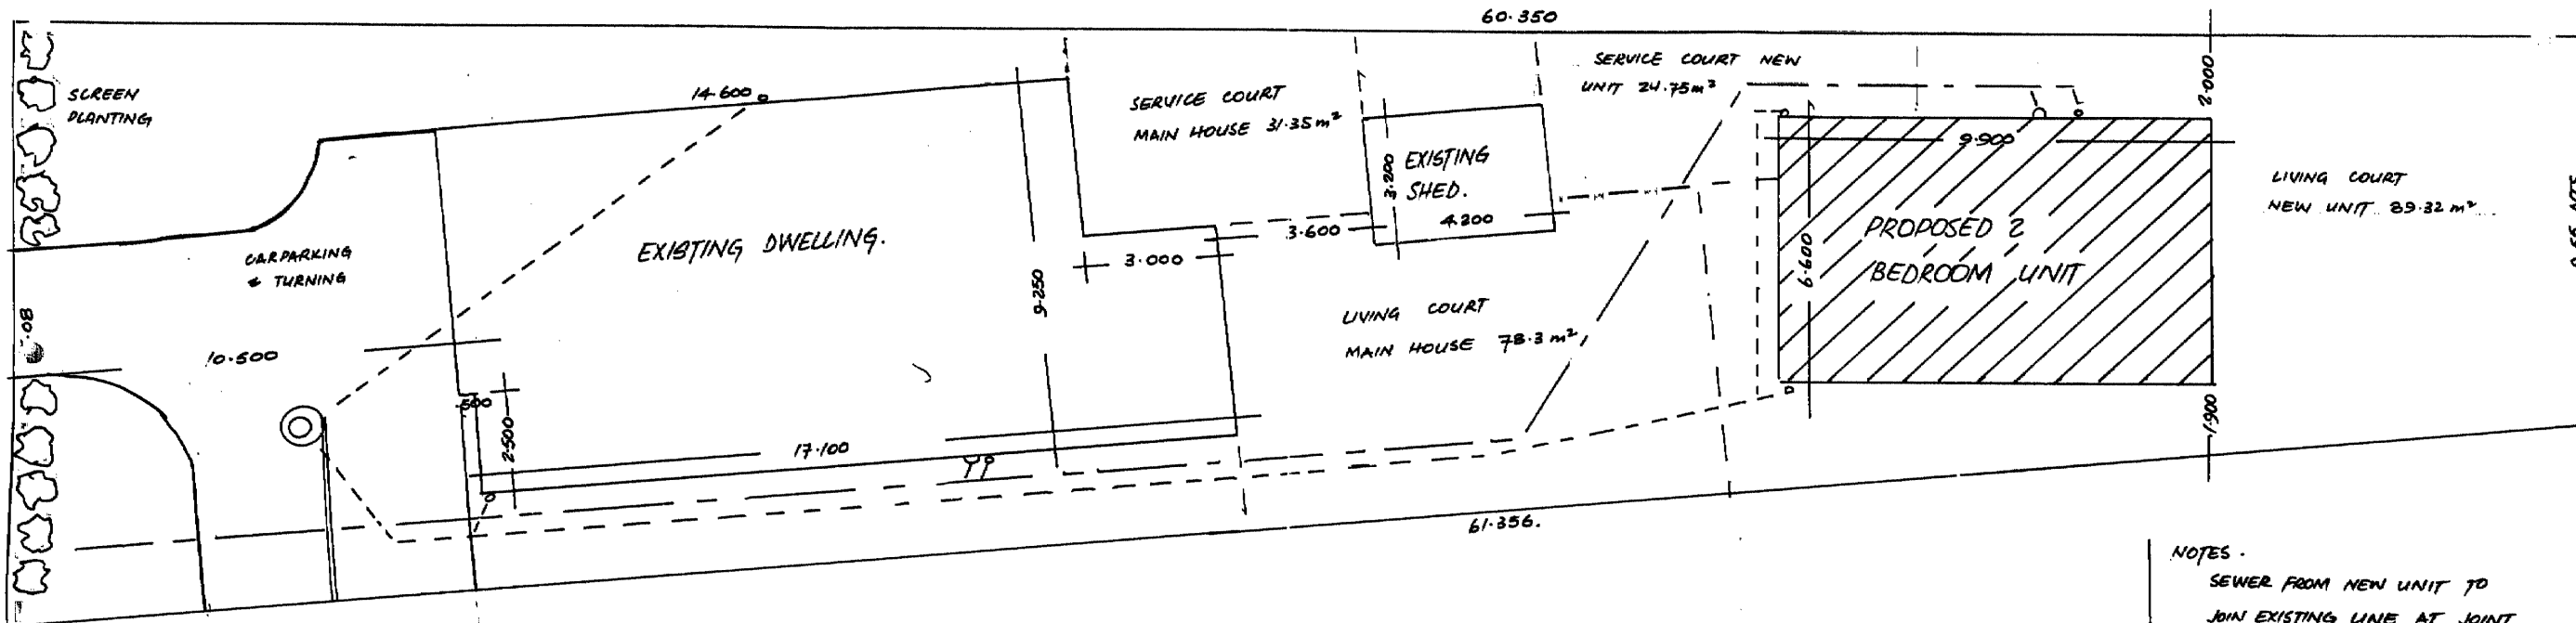 60.350
SCREEN
PLANTING
14.600
SERVICE COURT
MAIN HOUSE 31.35m²
SERVICE COURT NEW
UNIT 24.75m²
2.000
3.200
EXISTING
SHED.
4.200
9.900
LIVING COURT
NEW UNIT 89.32 m²
CARPARKING
& TURNING
EXISTING DWELLING.
3.000
3.600
9.250
PROPOSED 2
BEDROOM UNIT
6.600
10.500
LIVING COURT
MAIN HOUSE 78.3 m²
.500
2.500
17.100
1.900
61.356.
NOTES.
SEWER FROM NEW UNIT TO
JOIN EXISTING LINE AT JOINT